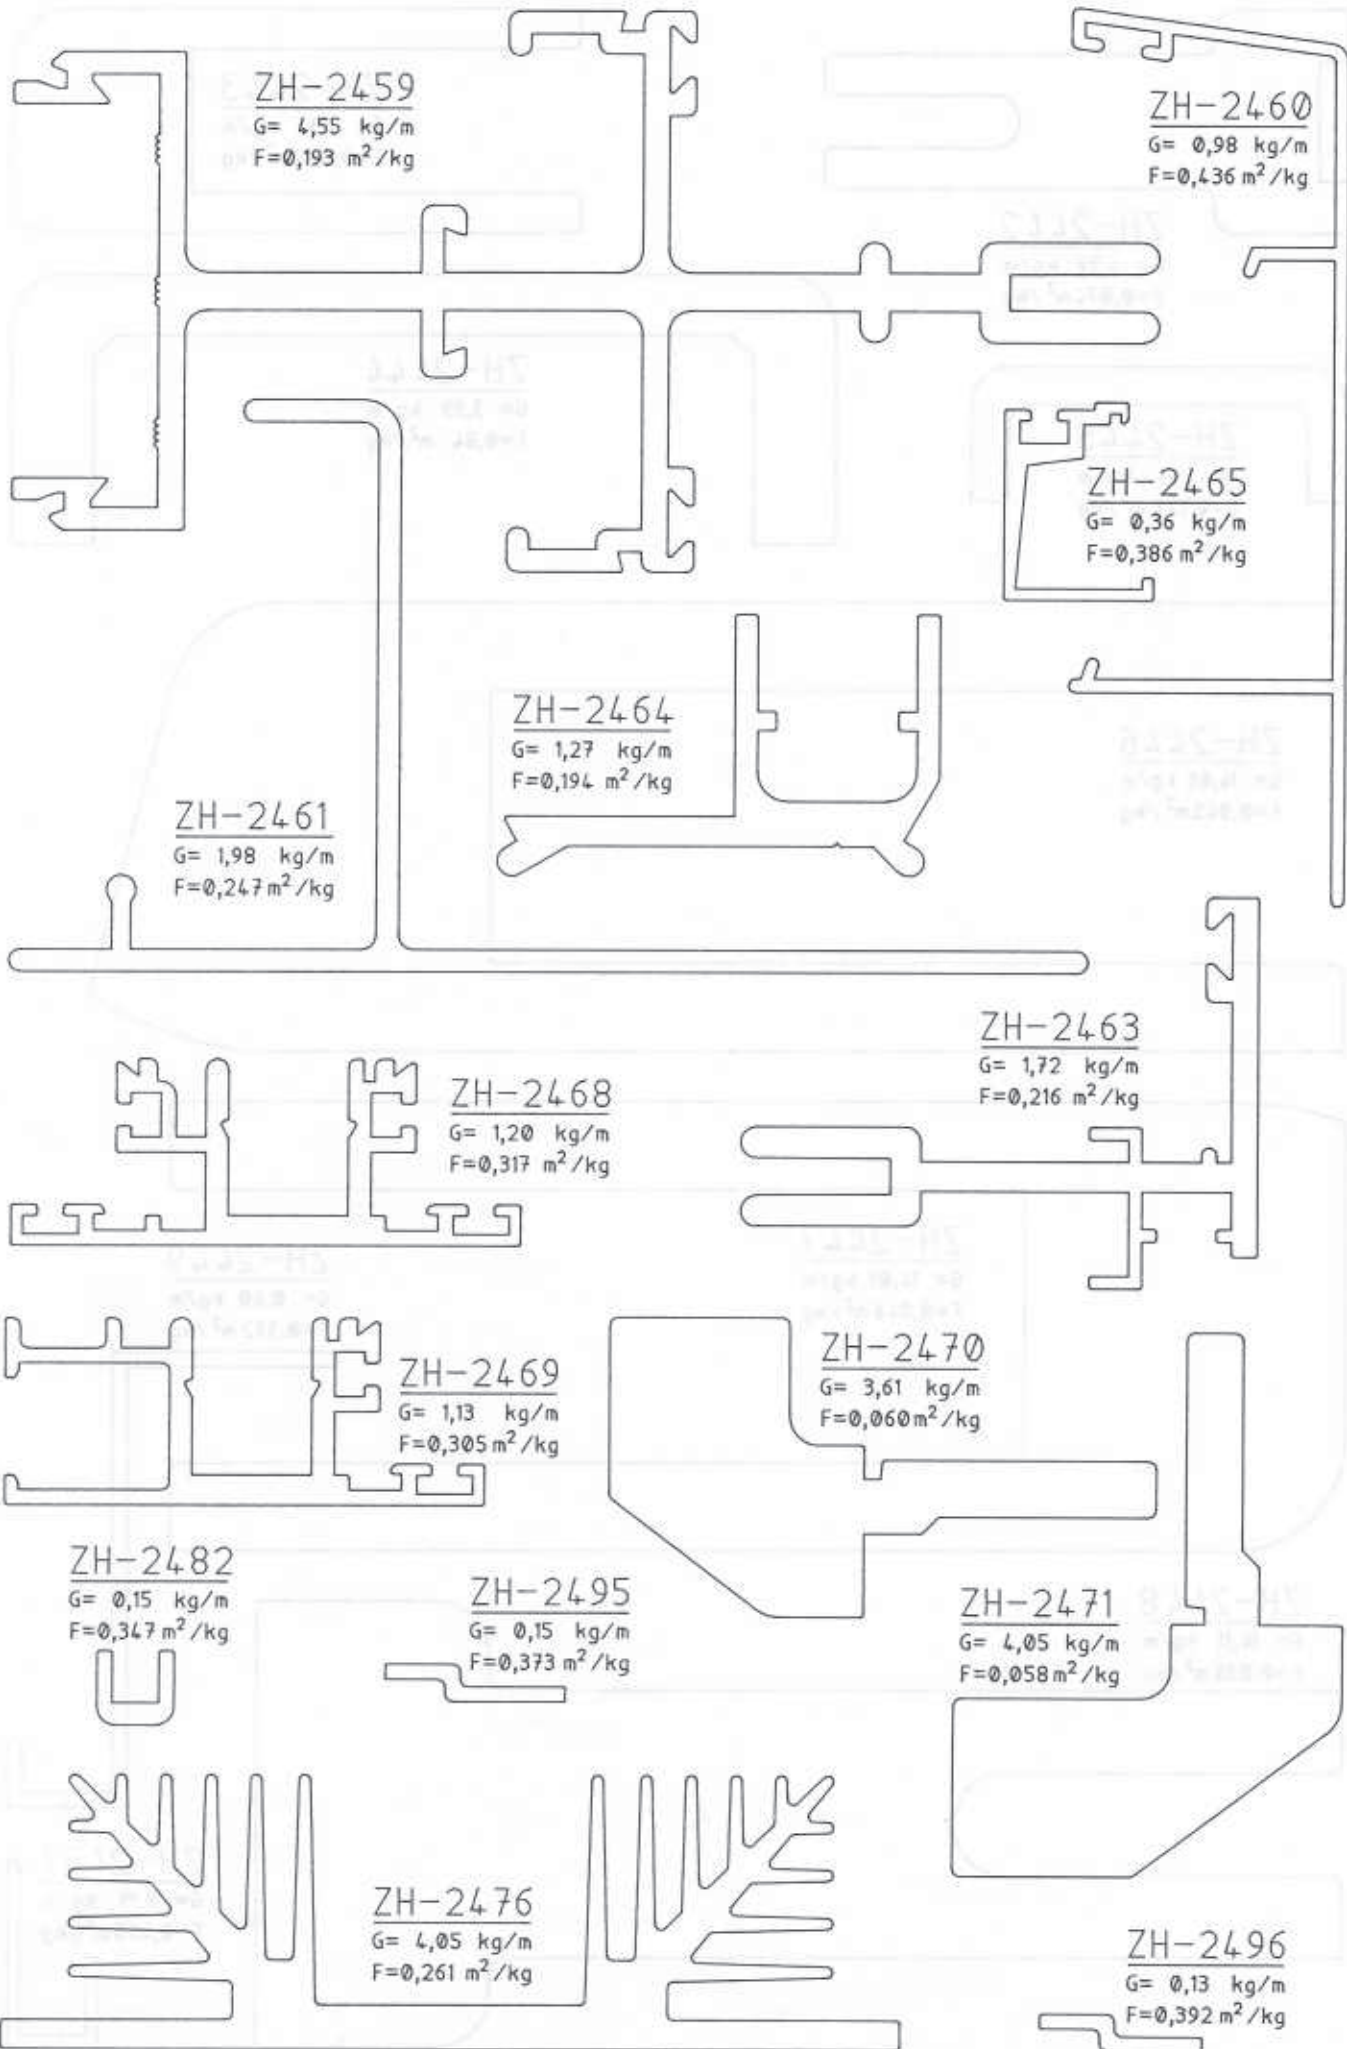 ZH-2459
G= 4,55 kg/m
F=0,193 m²/kg
ZH-2460
G= 0,98 kg/m
F=0,436 m²/kg
ZH-2465
G= 0,36 kg/m
F=0,386 m²/kg
ZH-2464
G= 1,27 kg/m
F=0,194 m²/kg
ZH-2461
G= 1,98 kg/m
F=0,247 m²/kg
ZH-2463
G= 1,72 kg/m
F=0,216 m²/kg
ZH-2468
G= 1,20 kg/m
F=0,317 m²/kg
ZH-2469
G= 1,13 kg/m
F=0,305 m²/kg
ZH-2470
G= 3,61 kg/m
F=0,060 m²/kg
ZH-2482
G= 0,15 kg/m
F=0,347 m²/kg
ZH-2495
G= 0,15 kg/m
F=0,373 m²/kg
ZH-2471
G= 4,05 kg/m
F=0,058 m²/kg
ZH-2476
G= 4,05 kg/m
F=0,261 m²/kg
ZH-2496
G= 0,13 kg/m
F=0,392 m²/kg